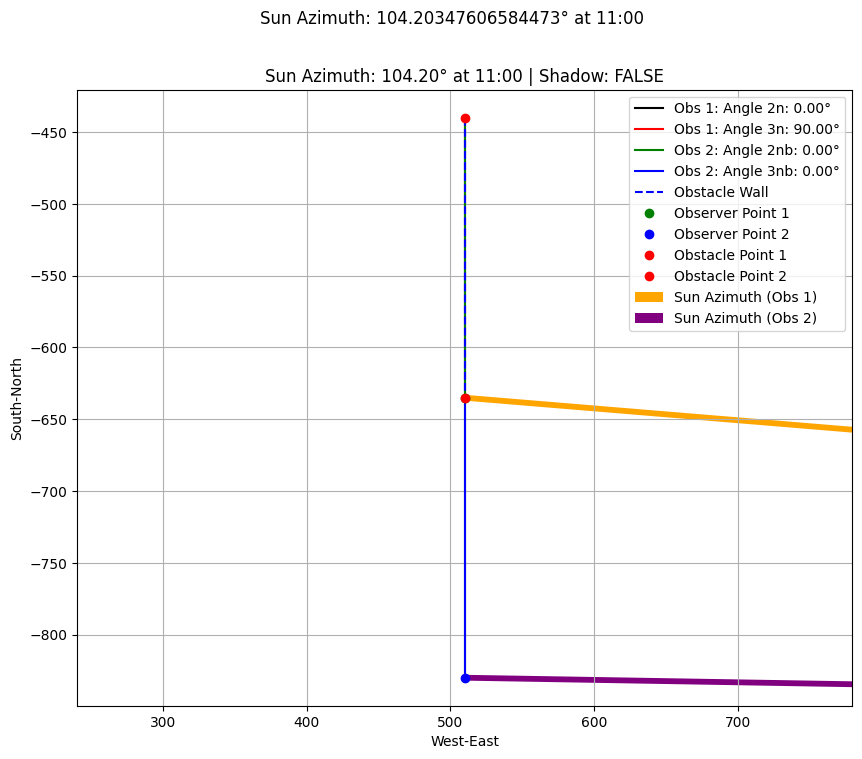 Sun Azimuth: 104.20347606584473° at 11:00
Sun Azimuth: 104.20° at 11:00 | Shadow: FALSE
Obs 1: Angle 2n: 0.00°
Obs 1: Angle 3n: 90.00°
Obs 2: Angle 2nb: 0.00°
Obs 2: Angle 3nb: 0.00°
Obstacle Wall
Observer Point 1
Observer Point 2
Obstacle Point 1
Obstacle Point 2
Sun Azimuth (Obs 1)
Sun Azimuth (Obs 2)
−450
−500
−550
−600
−650
−700
−750
−800
South-North
300 400 500 600 700
West-East